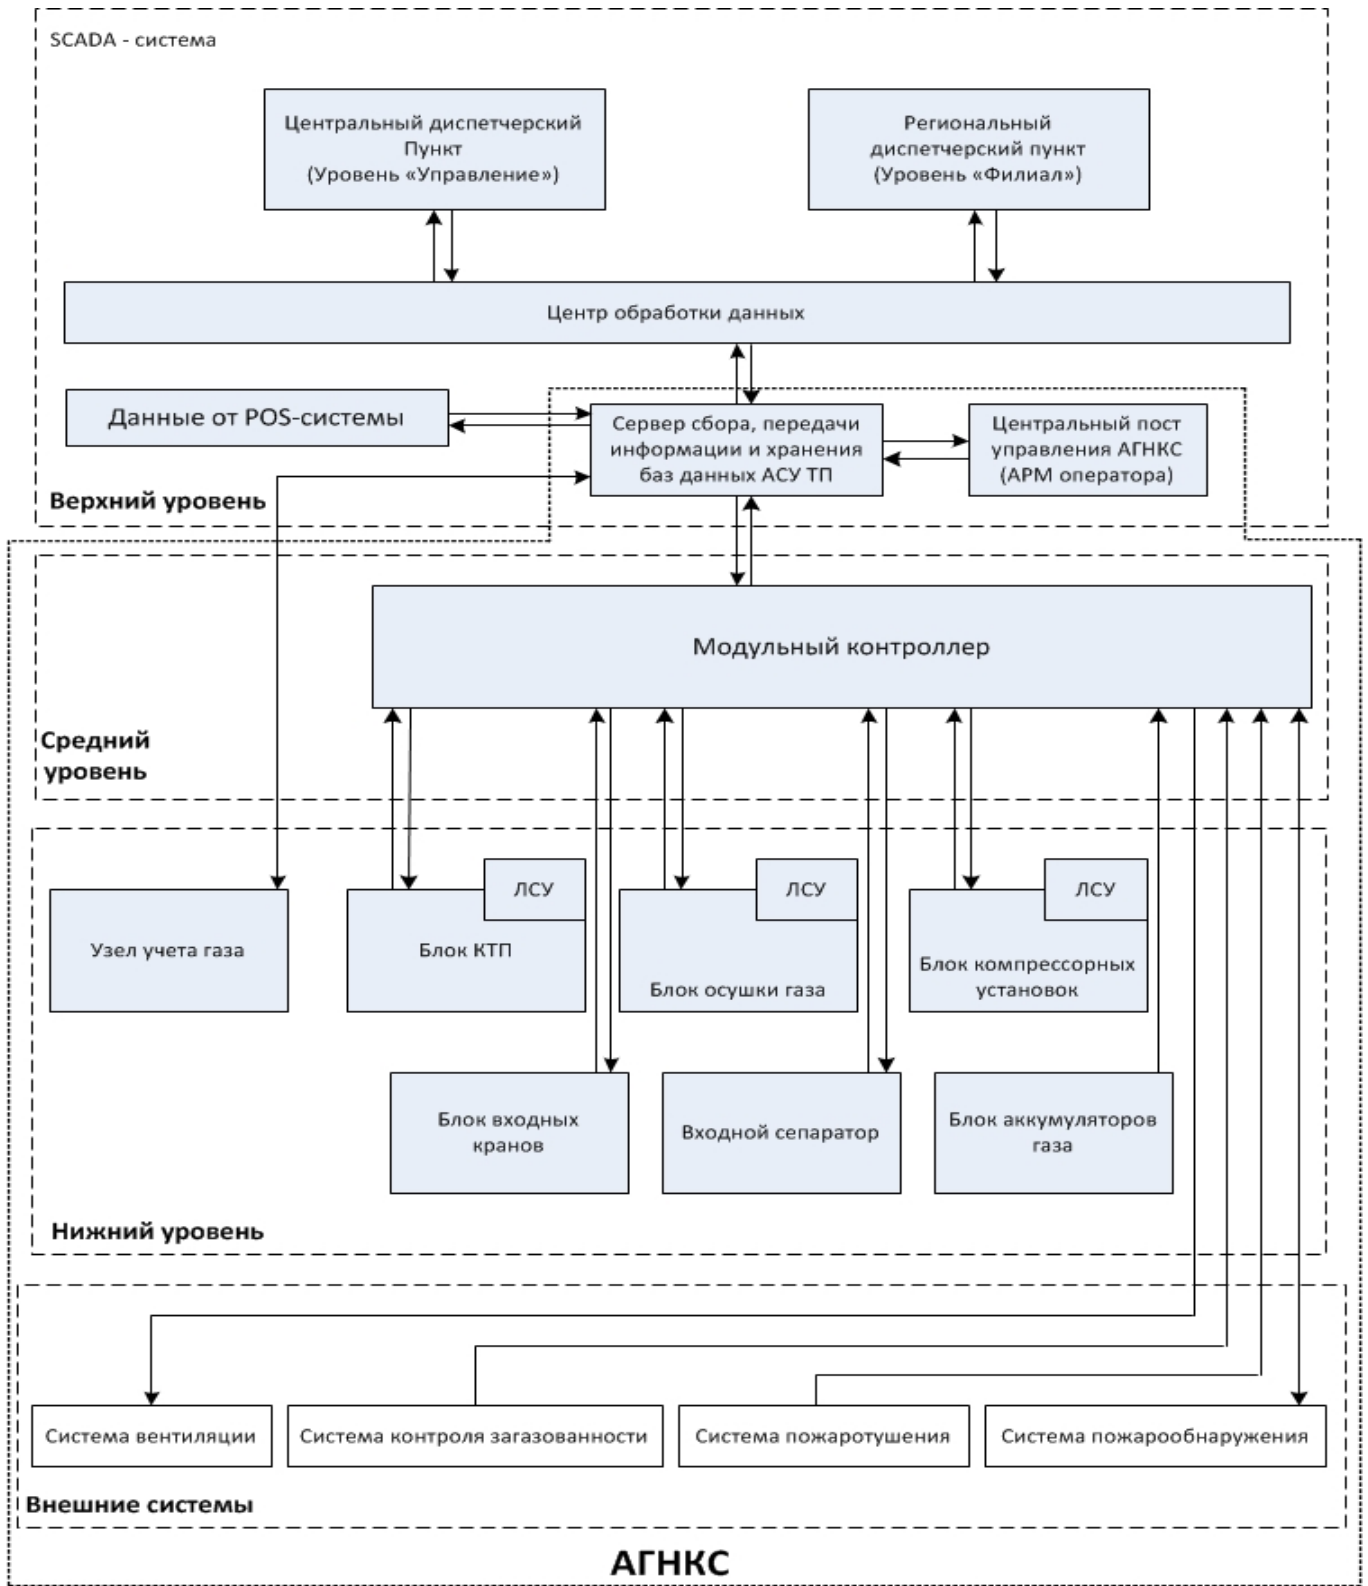 SCADA - система
Центральный диспетчерский
Пункт
(Уровень «Управление»)
Региональный
диспетчерский пункт
(Уровень «Филиал»)
Центр обработки данных
Данные от POS-системы
Сервер сбора, передачи
информации и хранения
баз данных АСУ ТП
Центральный пост
управления АГНКС
(АРМ оператора)
Верхний уровень
Модульный контроллер
Средний
уровень
ЛСУ
ЛСУ
ЛСУ
Узел учета газа
Блок КТП
Блок осушки газа
Блок компрессорных
установок
Блок входных
кранов
Входной сепаратор
Блок аккумуляторов
газа
Нижний уровень
Система вентиляции
Система контроля загазованности
Система пожаротушения
Система пожарообнаружения
Внешние системы
АГНКС